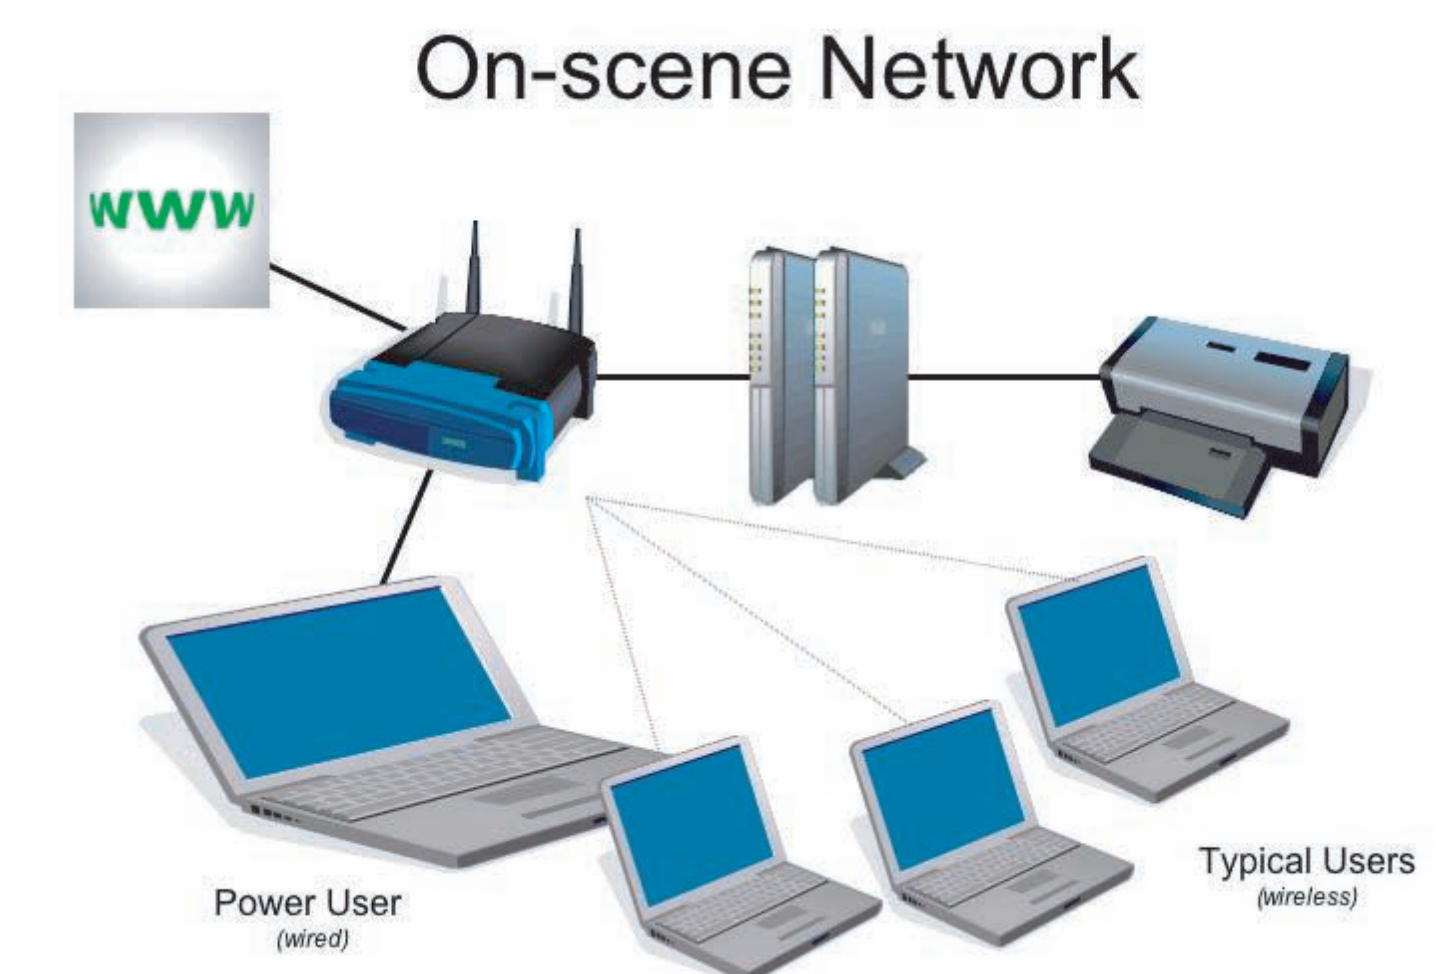 On-scene Network
www
Power User
(wired)
Typical Users
(wireless)